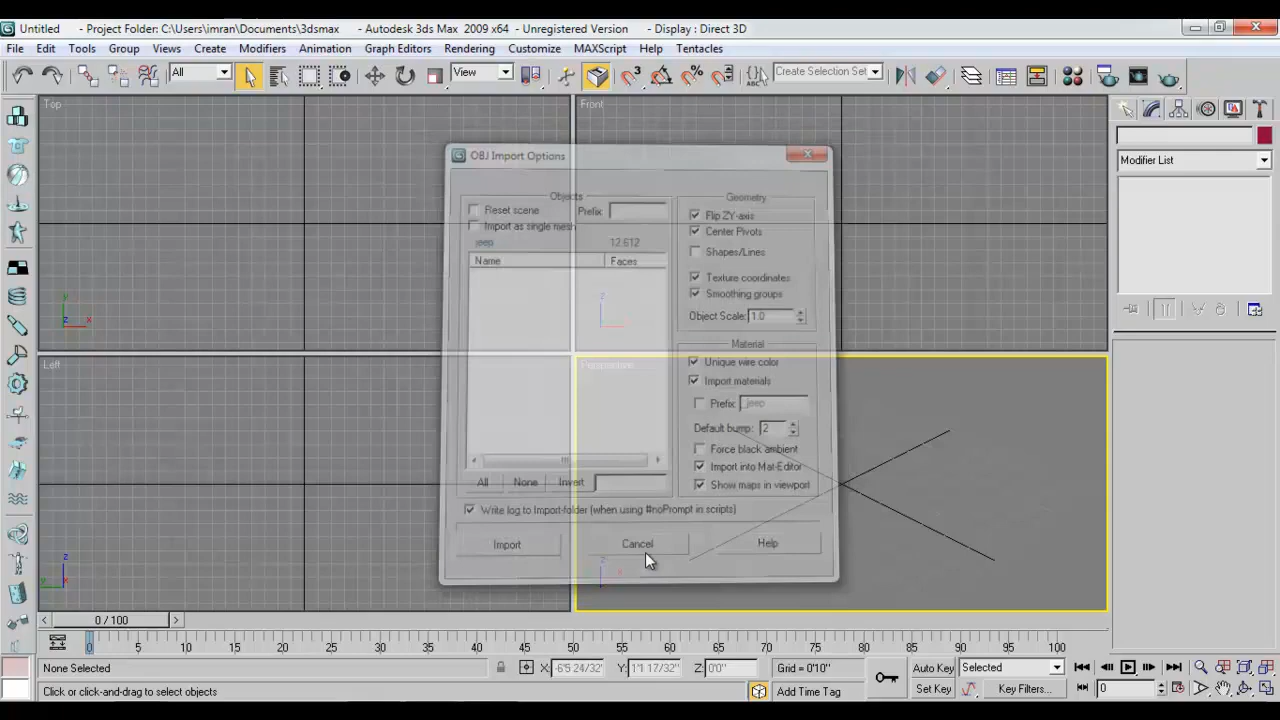 Untitled - Project Folder: C:\Users\imran\Documents\3dsmax - Autodesk 3ds Max 2009 x64 - Unregistered Version - Display : Direct 3D
File Edit Tools Group Views Create Modifiers Animation Graph Editors Rendering Customize MAXScript Help Tentacles
All View Create Selection Set
Top Front
Modifier List
OBJ Import Options
Objects
Reset scene Prefix
Import as single mesh
jeep 12.612
Name Faces
All None Invert
Geometry
Flip ZY-axis
Center Pivots
Shapes/Lines
Texture coordinates
Smoothing groups
Object Scale: 1.0
Material
Unique wire color
Import materials
Prefix: _jeep
Default bump: 2
Force black ambient
Import into Mat-Editor
Show maps in viewport
Write log to Import-folder (when using #noPrompt in scripts)
Import Cancel Help
Left Perspective
0 / 100
0 5 10 15 20 25 30 35 40 45 50 55 60 65 70 75 80 85 90 95 100
None Selected X: -6'5 24/32" Y: 1'1 17/32" Z: 0'0" Grid = 0'10" Auto Key Selected
Click or click-and-drag to select objects Add Time Tag Set Key Key Filters... 0